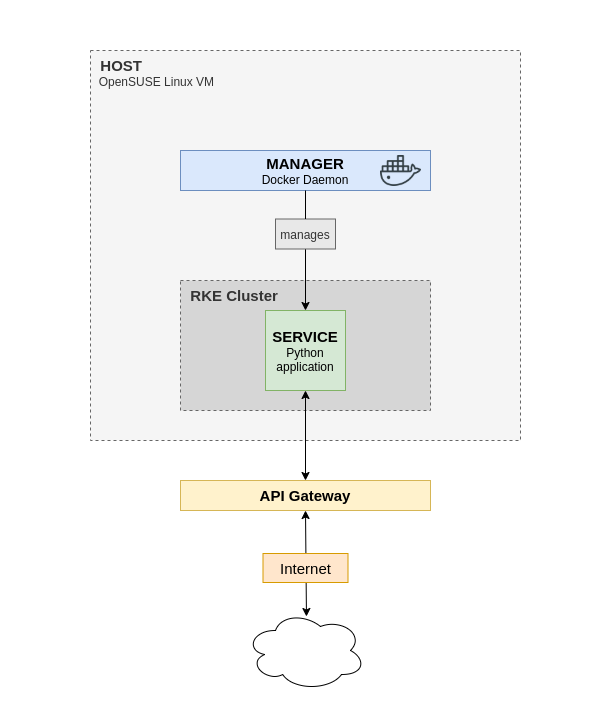 HOST
OpenSUSE Linux VM
MANAGER
Docker Daemon
manages
RKE Cluster
SERVICE
Python
application
API Gateway
Internet